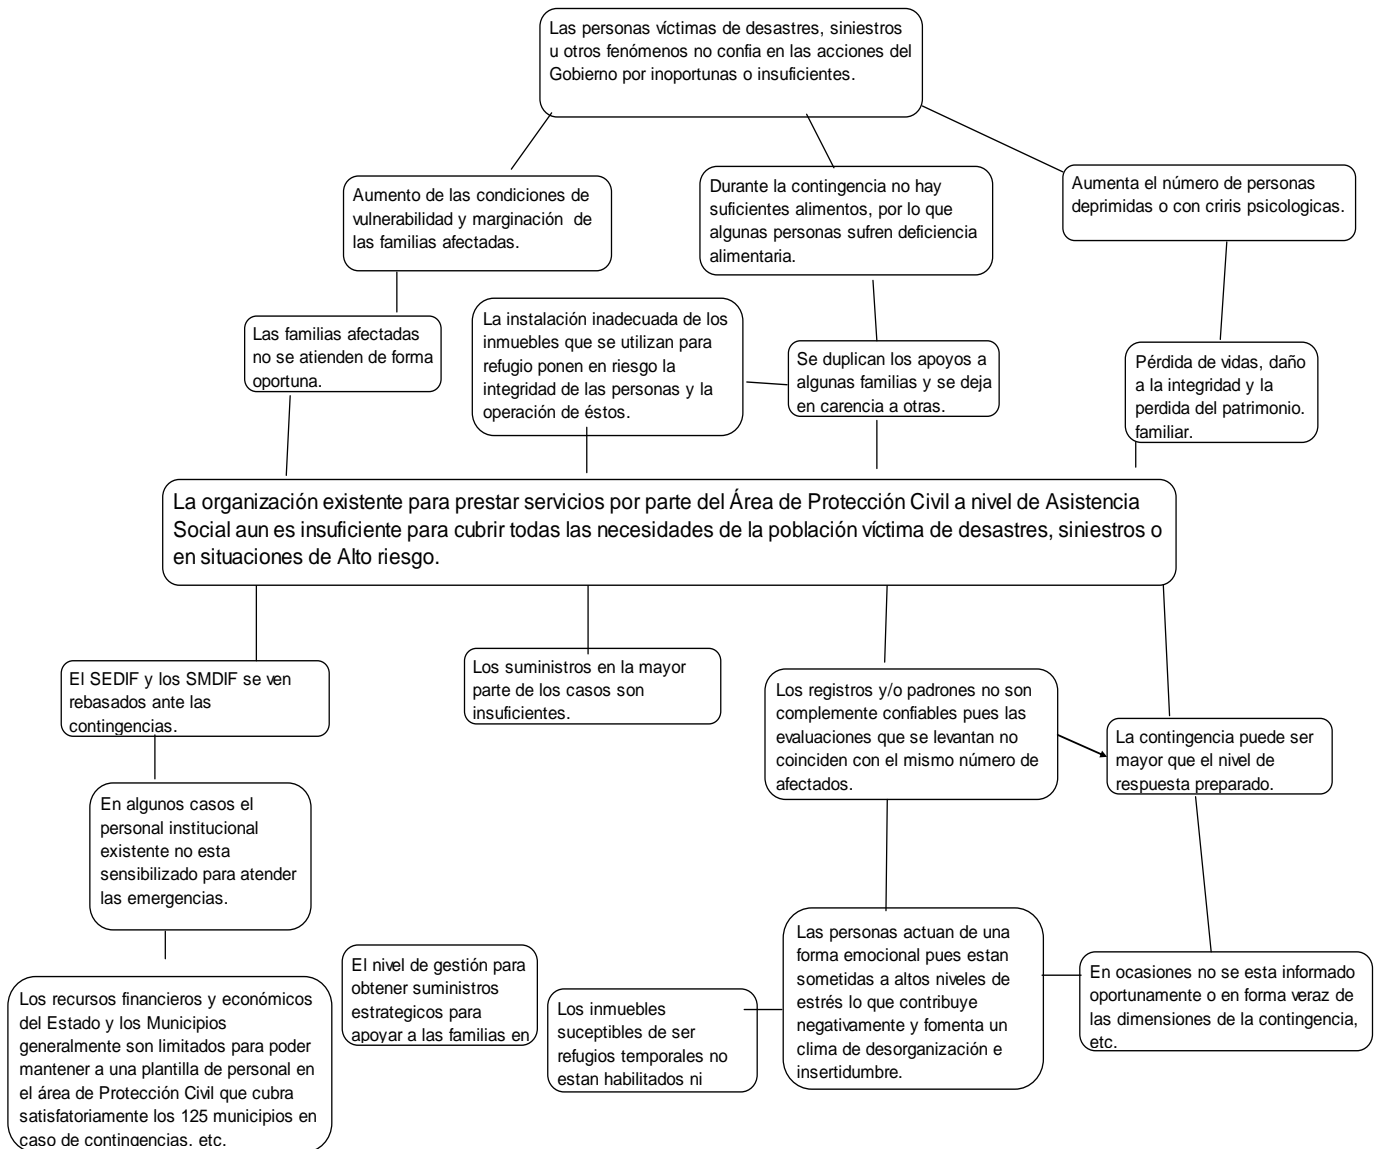 Las personas víctimas de desastres, siniestros
u otros fenómenos no confia en las acciones del
Gobierno por inoportunas o insuficientes.
Aumento de las condiciones de
vulnerabilidad y marginación de
las familias afectadas.
Durante la contingencia no hay
suficientes alimentos, por lo que
algunas personas sufren deficiencia
alimentaria.
Aumenta el número de personas
deprimidas o con criris psicologicas.
Las familias afectadas
no se atienden de forma
oportuna.
La instalación inadecuada de los
inmuebles que se utilizan para
refugio ponen en riesgo la
integridad de las personas y la
operación de éstos.
Se duplican los apoyos a
algunas familias y se deja
en carencia a otras.
Pérdida de vidas, daño
a la integridad y la
perdida del patrimonio.
familiar.
La organización existente para prestar servicios por parte del Área de Protección Civil a nivel de Asistencia
Social aun es insuficiente para cubrir todas las necesidades de la población víctima de desastres, siniestros o
en situaciones de Alto riesgo.
El SEDIF y los SMDIF se ven
rebasados ante las
contingencias.
Los suministros en la mayor
parte de los casos son
insuficientes.
Los registros y/o padrones no son
complemente confiables pues las
evaluaciones que se levantan no
coinciden con el mismo número de
afectados.
La contingencia puede ser
mayor que el nivel de
respuesta preparado.
En algunos casos el
personal institucional
existente no esta
sensibilizado para atender
las emergencias.
Los recursos financieros y económicos
del Estado y los Municipios
generalmente son limitados para poder
mantener a una plantilla de personal en
el área de Protección Civil que cubra
satisfactoriamente los 125 municipios en
caso de contingencias, etc.
El nivel de gestión para
obtener suministros
estrategicos para
apoyar a las familias en
Los inmuebles
suceptibles de ser
refugios temporales no
estan habilitados ni
Las personas actuan de una
forma emocional pues estan
sometidas a altos niveles de
estrés lo que contribuye
negativamente y fomenta un
clima de desorganización e
insertidumbre.
En ocasiones no se esta informado
oportunamente o en forma veraz de
las dimensiones de la contingencia,
etc.